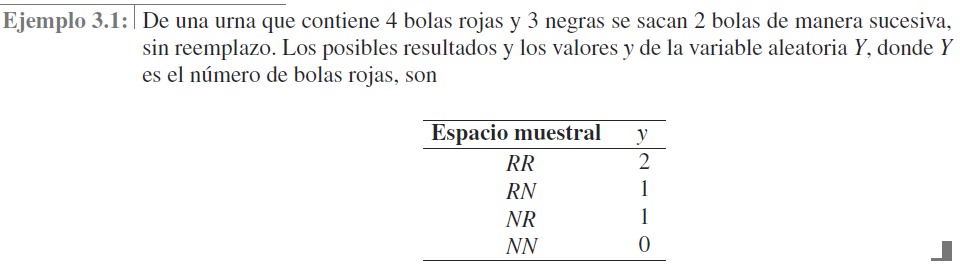 Ejemplo 3.1: De una urna que contiene 4 bolas rojas y 3 negras se sacan 2 bolas de manera sucesiva,
sin reemplazo. Los posibles resultados y los valores y de la variable aleatoria Y, donde Y
es el número de bolas rojas, son
Espacio muestral y
RR 2
RN 1
NR 1
NN 0